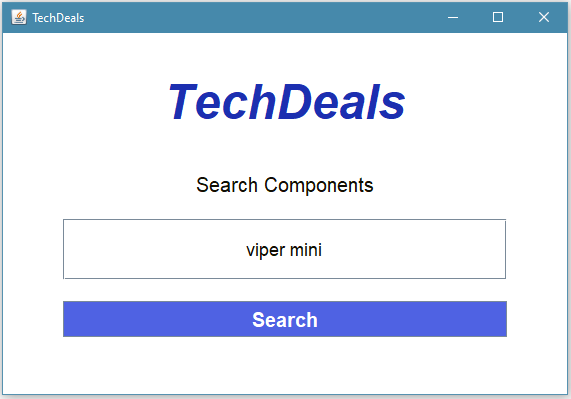 TechDeals
TechDeals
Search Components
viper mini
Search